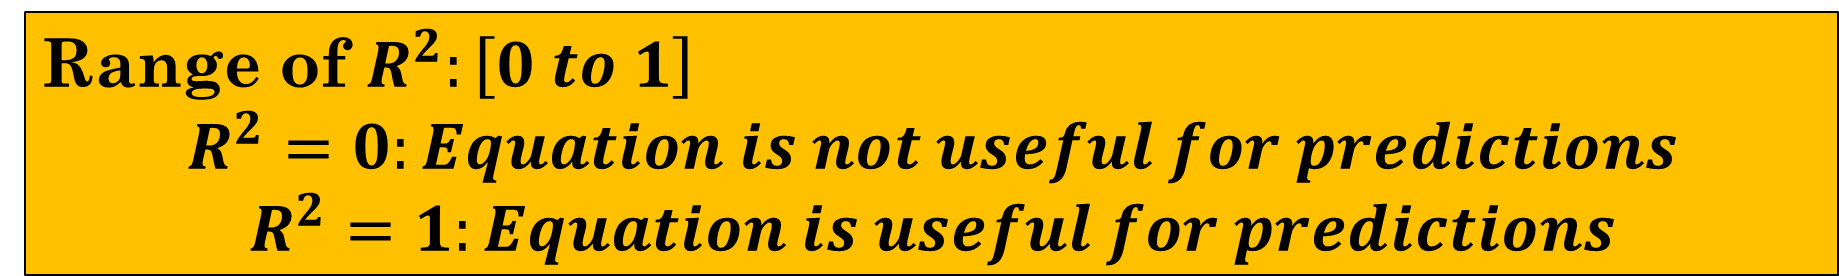 Range of R²: [0 to 1]
R² = 0: Equation is not useful for predictions
R² = 1: Equation is useful for predictions